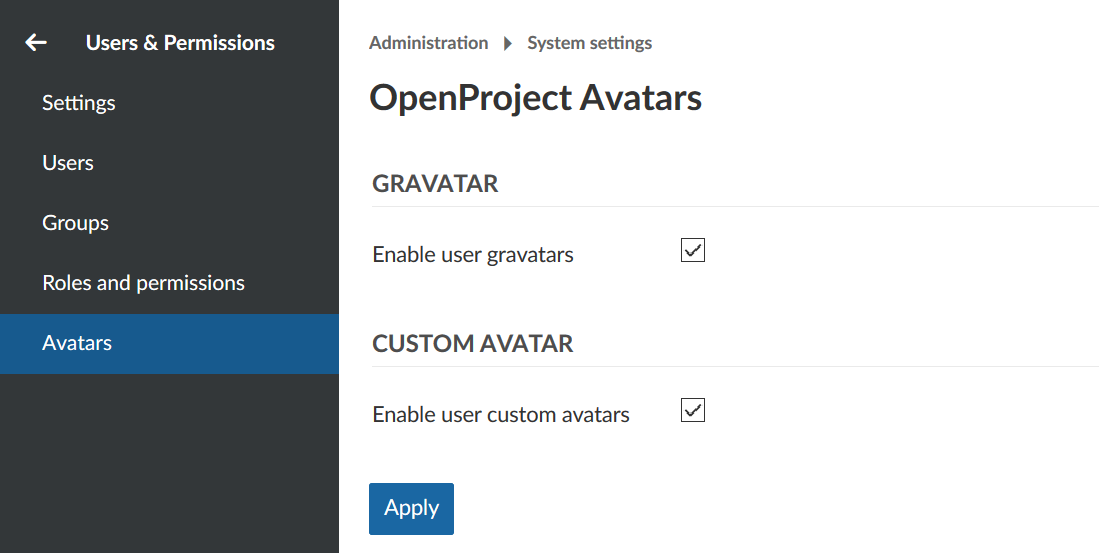 Users & Permissions
Settings
Users
Groups
Roles and permissions
Avatars
Administration System settings
OpenProject Avatars
GRAVATAR
Enable user gravatars
CUSTOM AVATAR
Enable user custom avatars
Apply